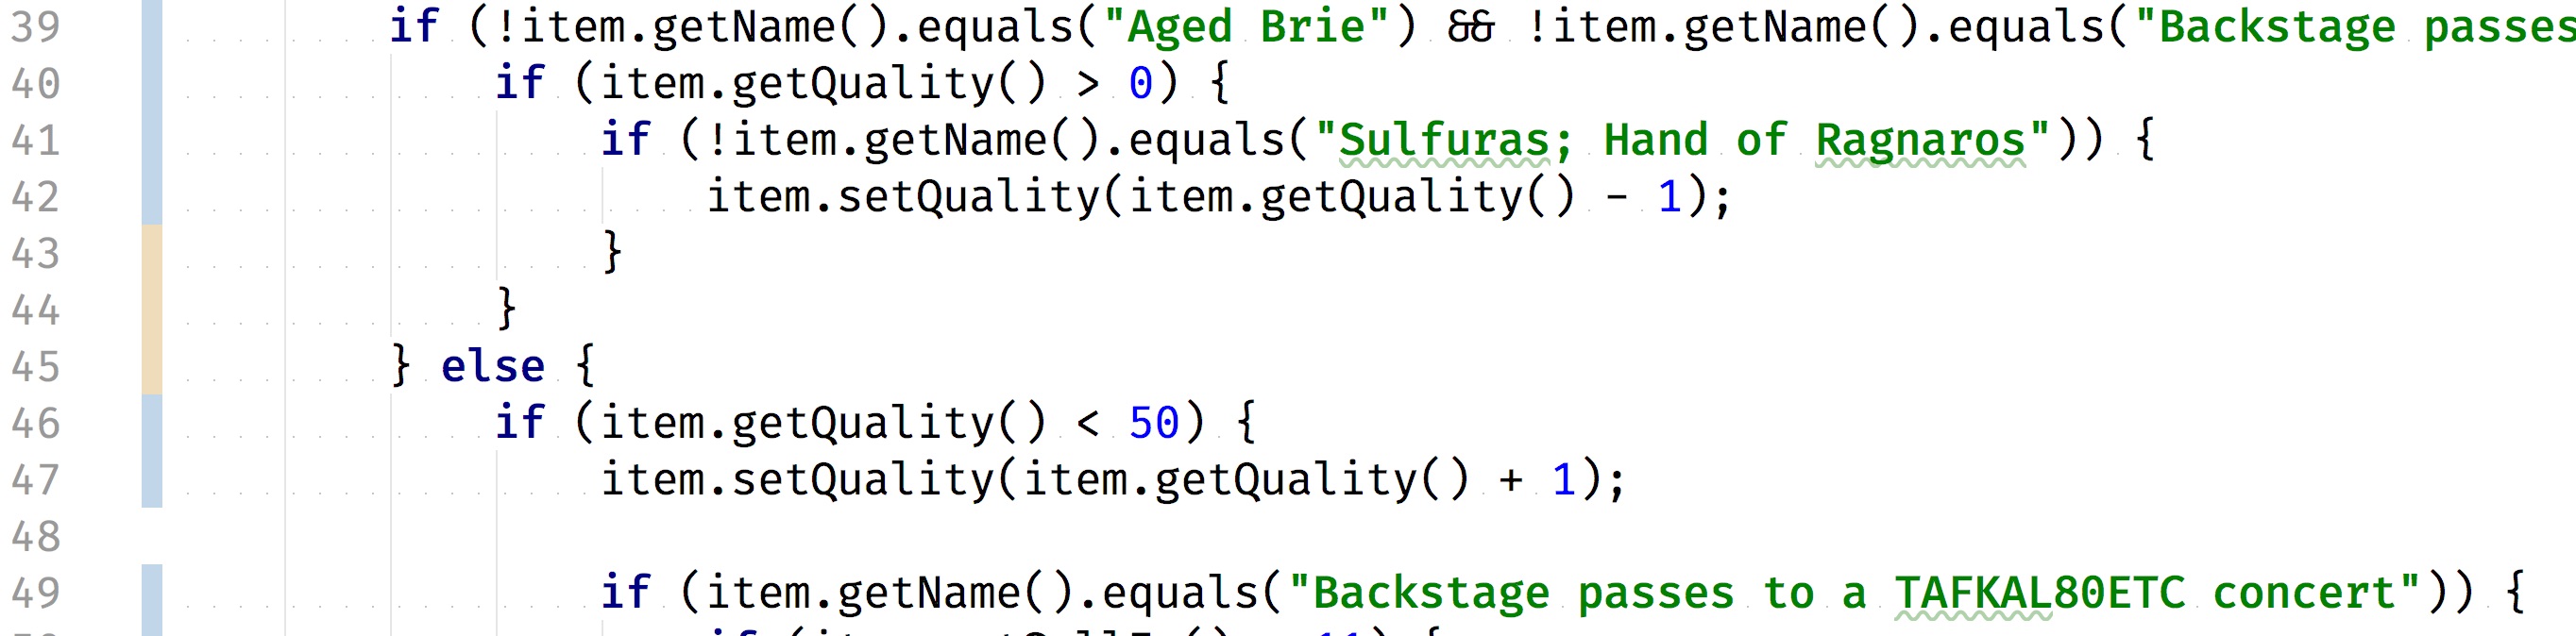 39 if (!item.getName().equals("Aged Brie") && !item.getName().equals("Backstage passes
40 if (item.getQuality() > 0) {
41 if (!item.getName().equals("Sulfuras; Hand of Ragnaros")) {
42 item.setQuality(item.getQuality() - 1);
43 }
44 }
45 } else {
46 if (item.getQuality() < 50) {
47 item.setQuality(item.getQuality() + 1);
48
49 if (item.getName().equals("Backstage passes to a TAFKAL80ETC concert")) {